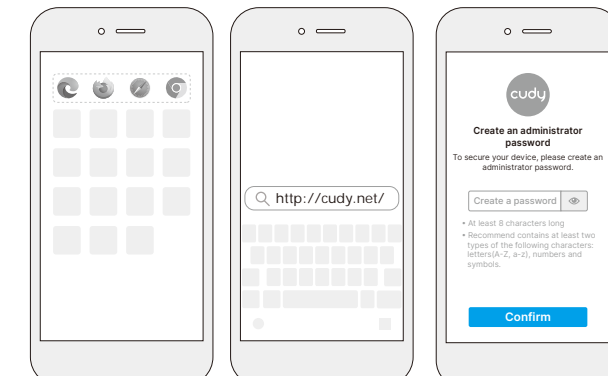 http://cudy.net/
cudy
Create an administrator
password
To secure your device, please create an
administrator password.
Create a password
• At least 8 characters long
• Recommend contains at least two
types of the following characters:
letters(A-Z, a-z), numbers and
symbols.
Confirm